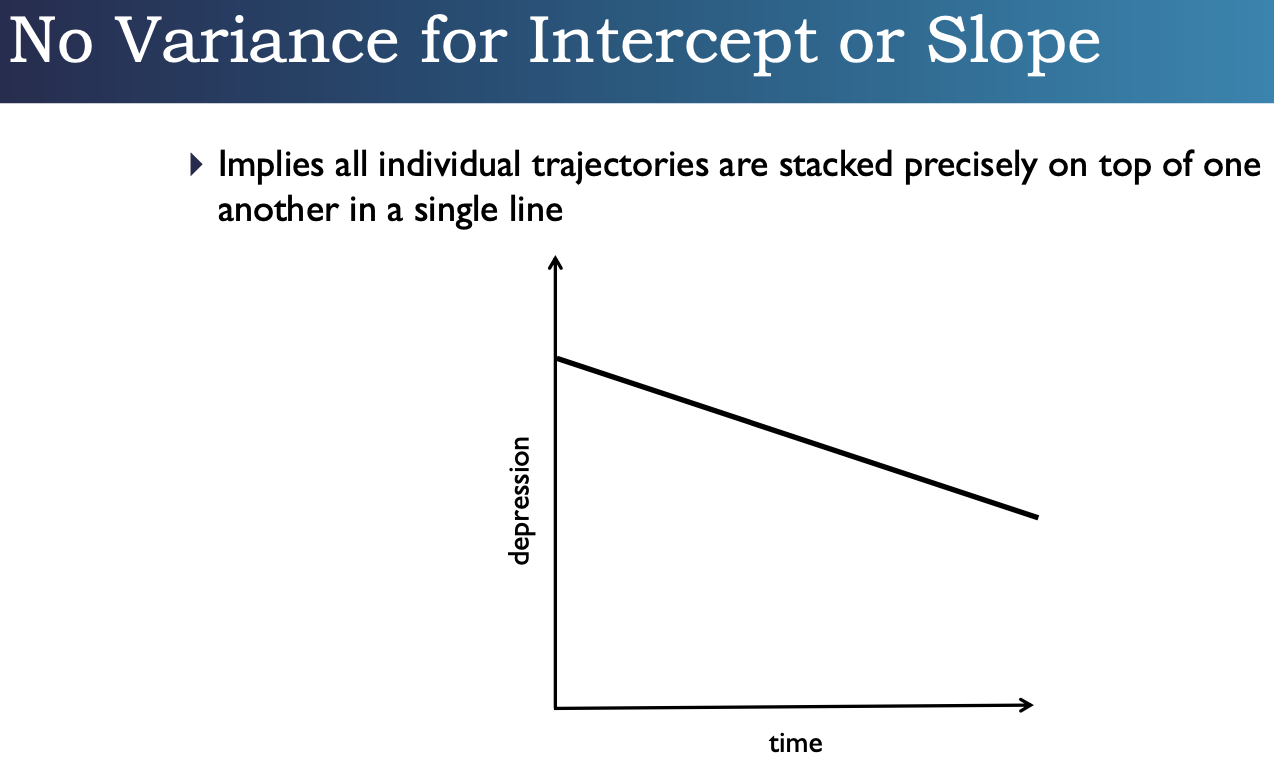 No Variance for Intercept or Slope
Implies all individual trajectories are stacked precisely on top of one
another in a single line
depression
time